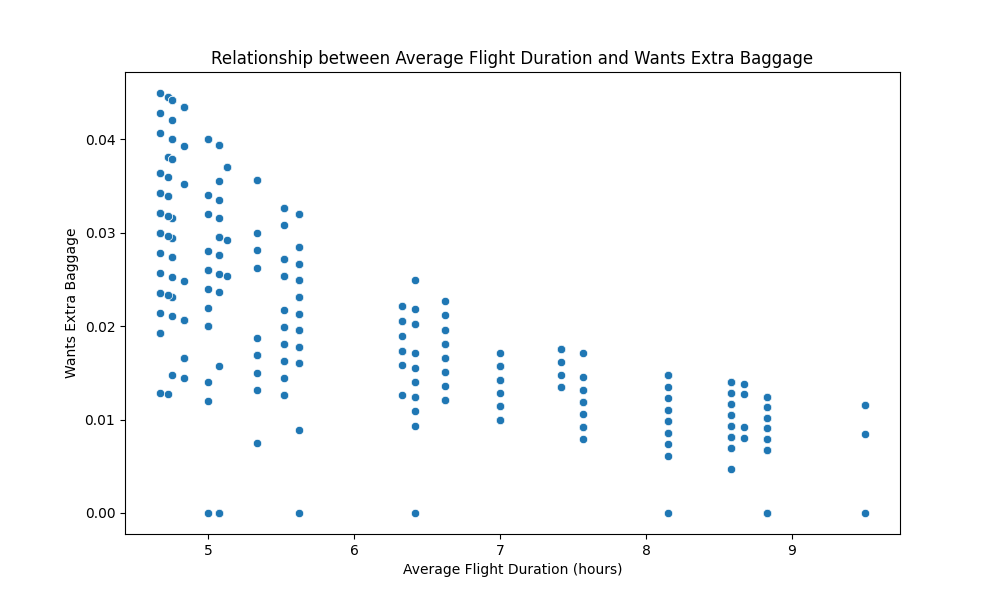 Relationship between Average Flight Duration and Wants Extra Baggage
0.04
0.03
0.02
0.01
0.00
Wants Extra Baggage
5 6 7 8 9
Average Flight Duration (hours)